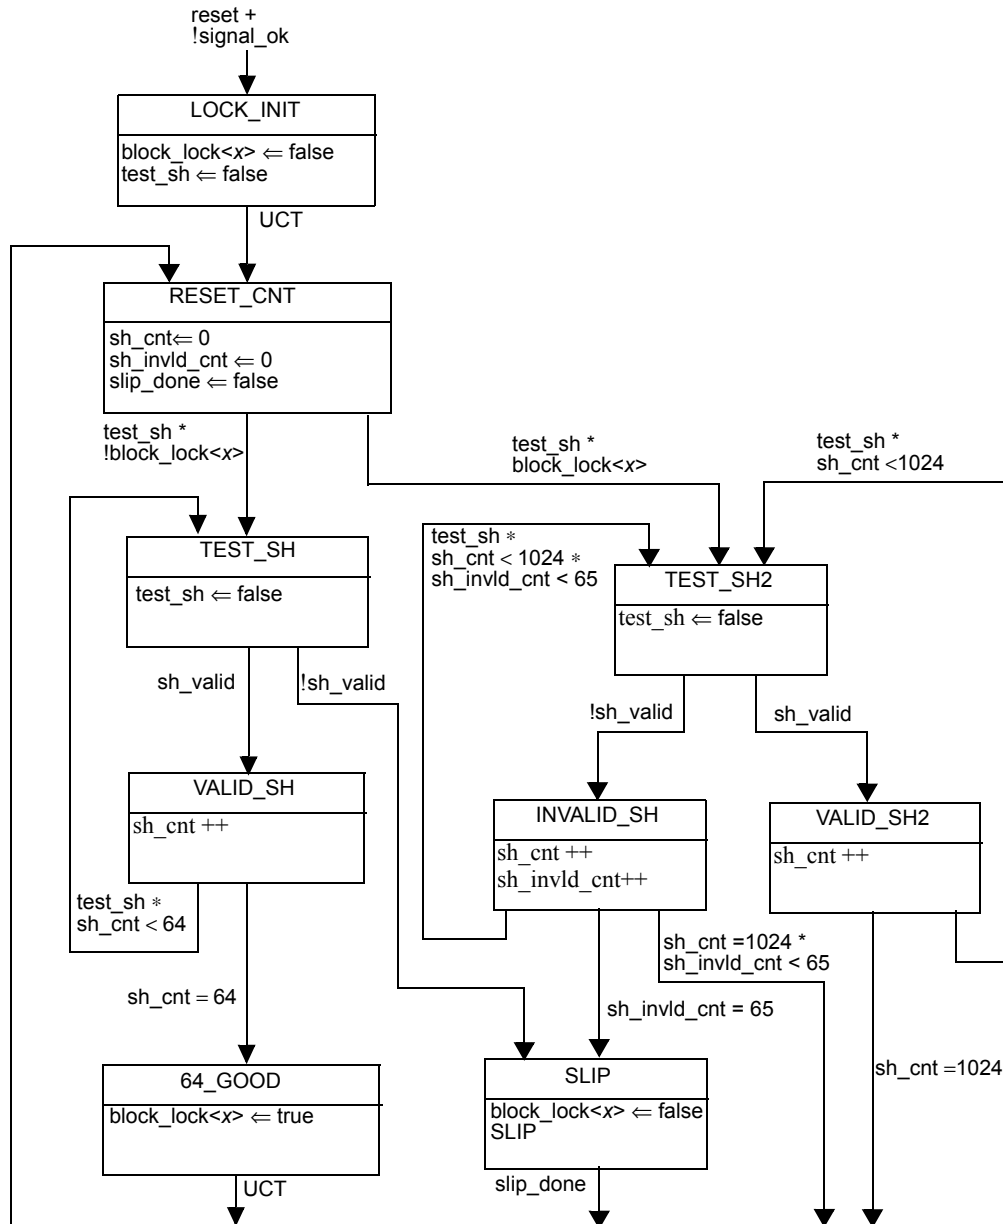 reset +
!signal_ok
LOCK_INIT
block_lock<x> ⇐ false
test_sh ⇐ false
UCT
RESET_CNT
sh_cnt⇐ 0
sh_invld_cnt ⇐ 0
slip_done ⇐ false
test_sh *
!block_lock<x>
test_sh *
block_lock<x>
test_sh *
sh_cnt <1024
TEST_SH
test_sh ⇐ false
test_sh *
sh_cnt < 1024 *
sh_invld_cnt < 65
TEST_SH2
test_sh ⇐ false
sh_valid
!sh_valid
!sh_valid
sh_valid
VALID_SH
sh_cnt ++
INVALID_SH
sh_cnt ++
sh_invld_cnt++
VALID_SH2
sh_cnt ++
test_sh *
sh_cnt < 64
sh_cnt =1024 *
sh_invld_cnt < 65
sh_cnt = 64
sh_invld_cnt = 65
sh_cnt =1024
64_GOOD
block_lock<x> ⇐ true
SLIP
block_lock<x> ⇐ false
SLIP
UCT
slip_done